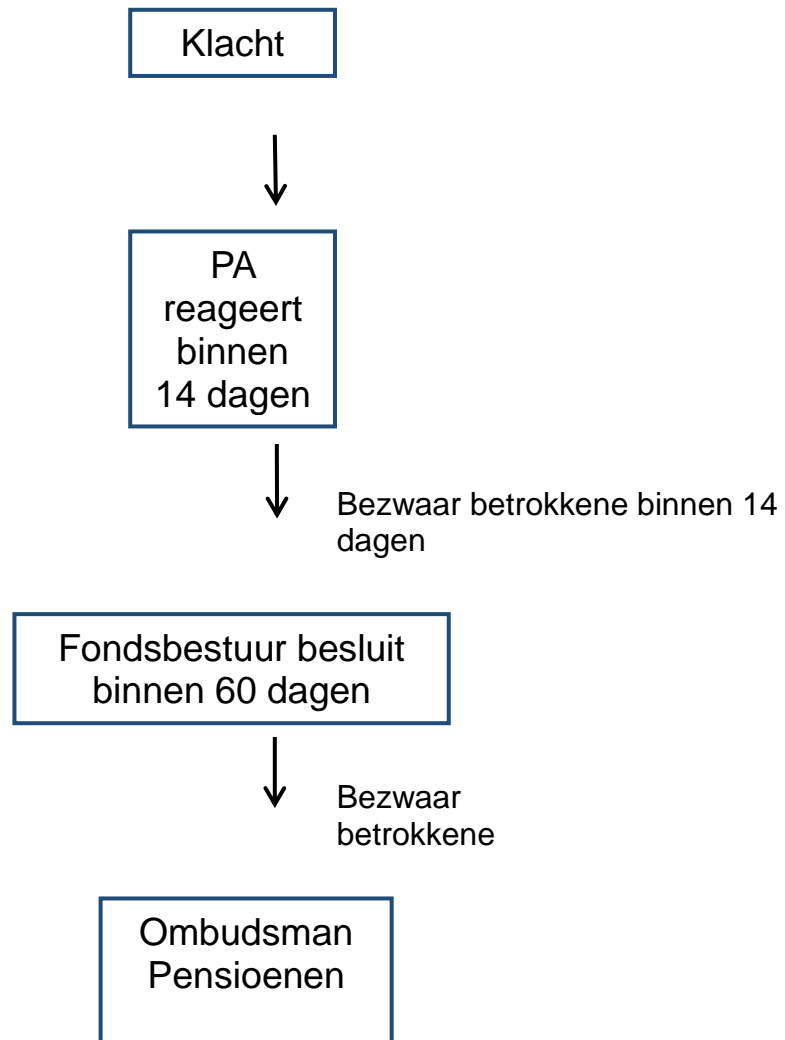 Klacht
PA
reageert
binnen
14 dagen
Bezwaar betrokkene binnen 14
dagen
Fondsbestuur besluit
binnen 60 dagen
Bezwaar
betrokkene
Ombudsman
Pensioenen